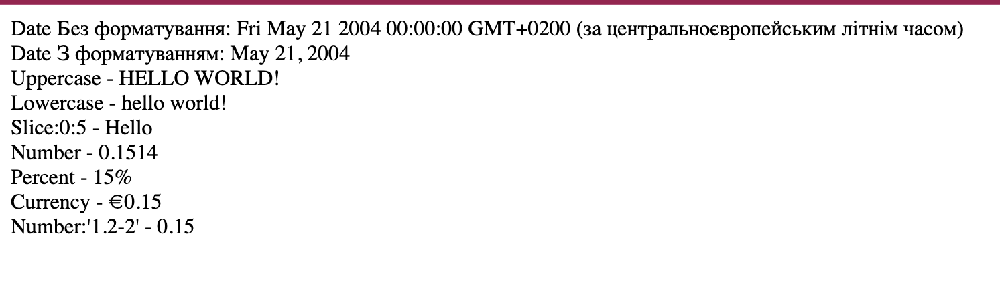 Date Без форматування: Fri May 21 2004 00:00:00 GMT+0200 (за центральноєвропейським літнім часом)
Date З форматуванням: May 21, 2004
Uppercase - HELLO WORLD!
Lowercase - hello world!
Slice:0:5 - Hello
Number - 0.1514
Percent - 15%
Currency - €0.15
Number:'1.2-2' - 0.15